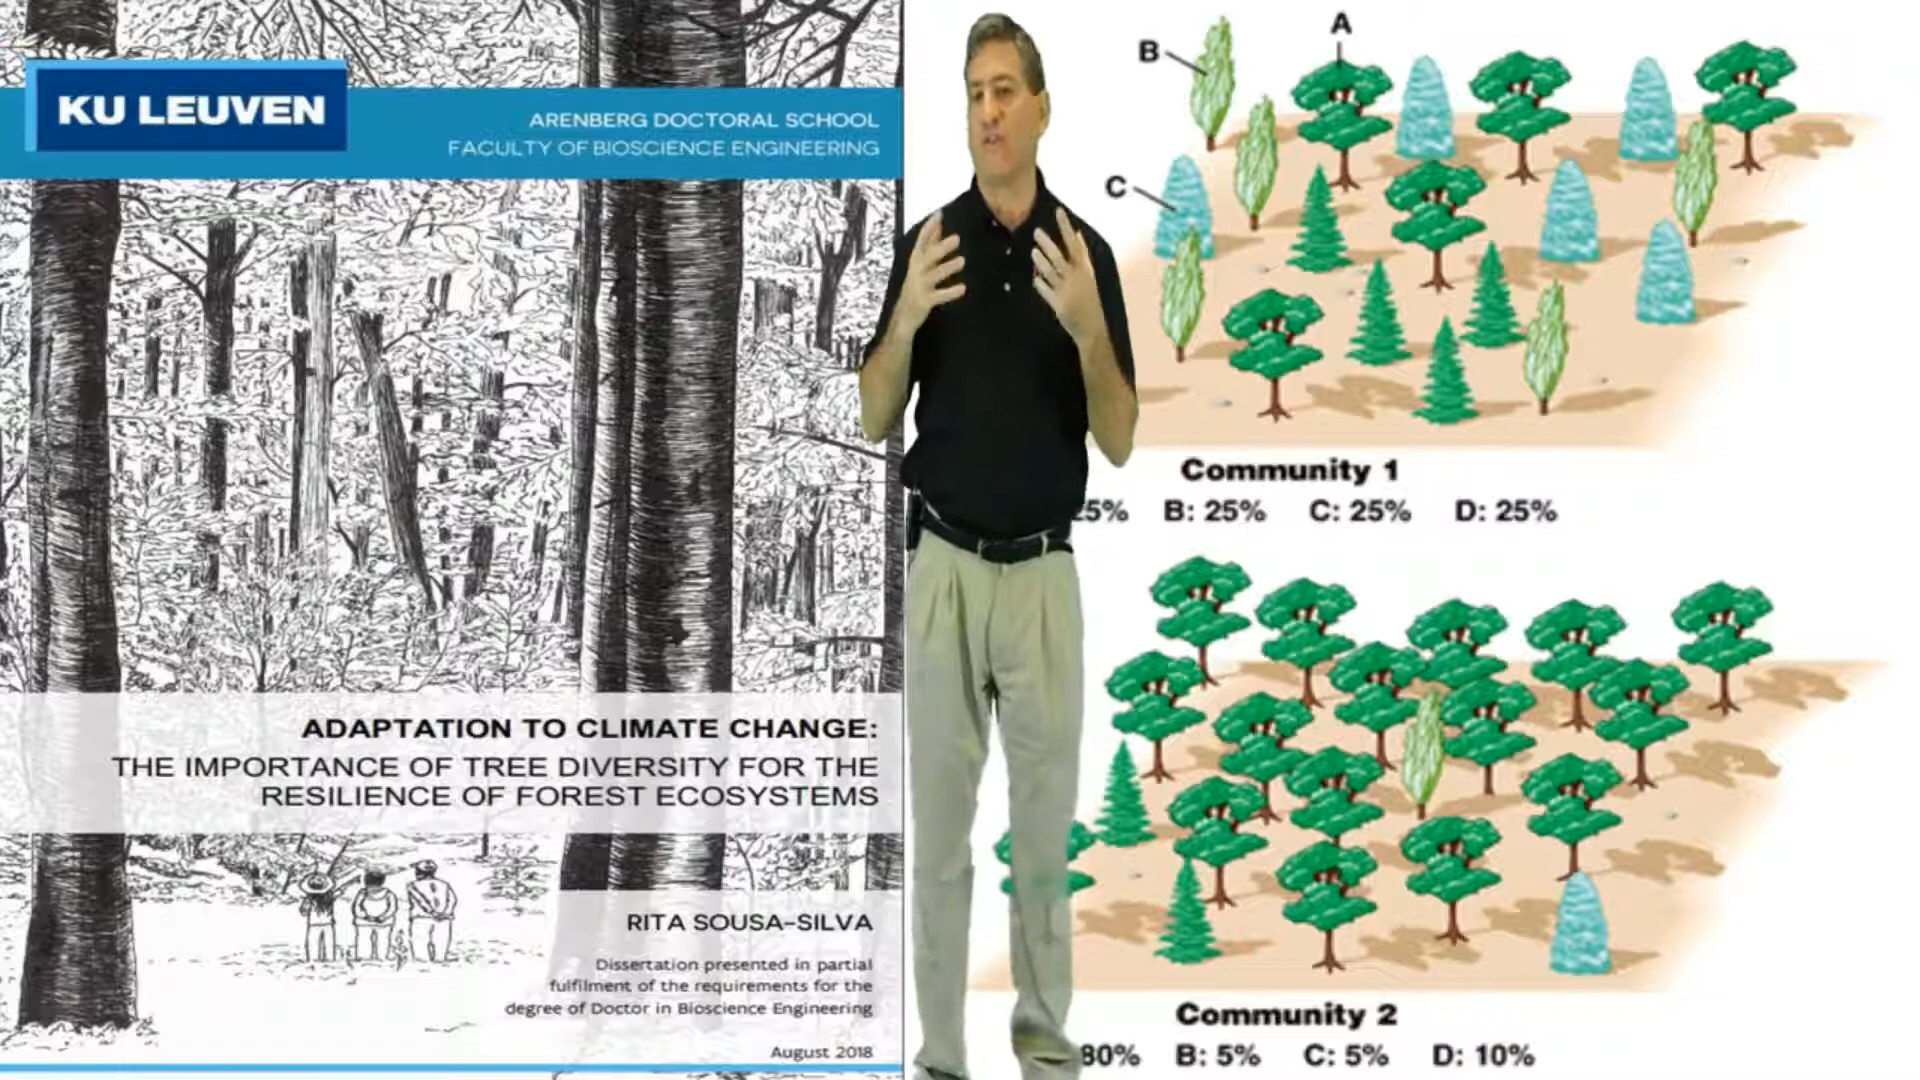 KU LEUVEN
ARENBERG DOCTORAL SCHOOL
FACULTY OF BIOSCIENCE ENGINEERING
ADAPTATION TO CLIMATE CHANGE:
THE IMPORTANCE OF TREE DIVERSITY FOR THE
RESILIENCE OF FOREST ECOSYSTEMS
RITA SOUSA-SILVA
Dissertation presented in partial
fulfilment of the requirements for the
degree of Doctor in Bioscience Engineering
August 2018
A
B
C
Community 1
25% B: 25% C: 25% D: 25%
Community 2
80% B: 5% C: 5% D: 10%